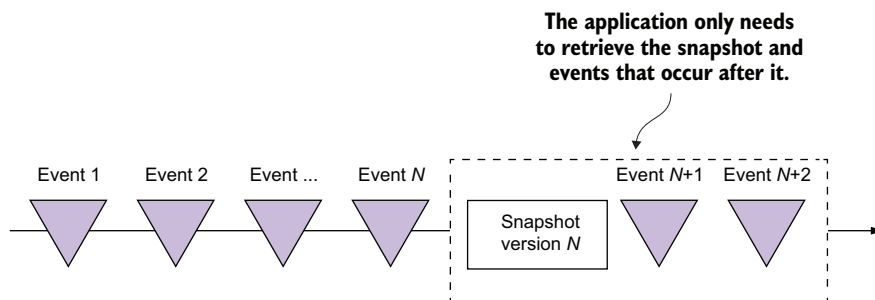 The application only needs
to retrieve the snapshot and
events that occur after it.
Event 1
Event 2
Event ...
Event N
Event N+1
Event N+2
Snapshot
version N